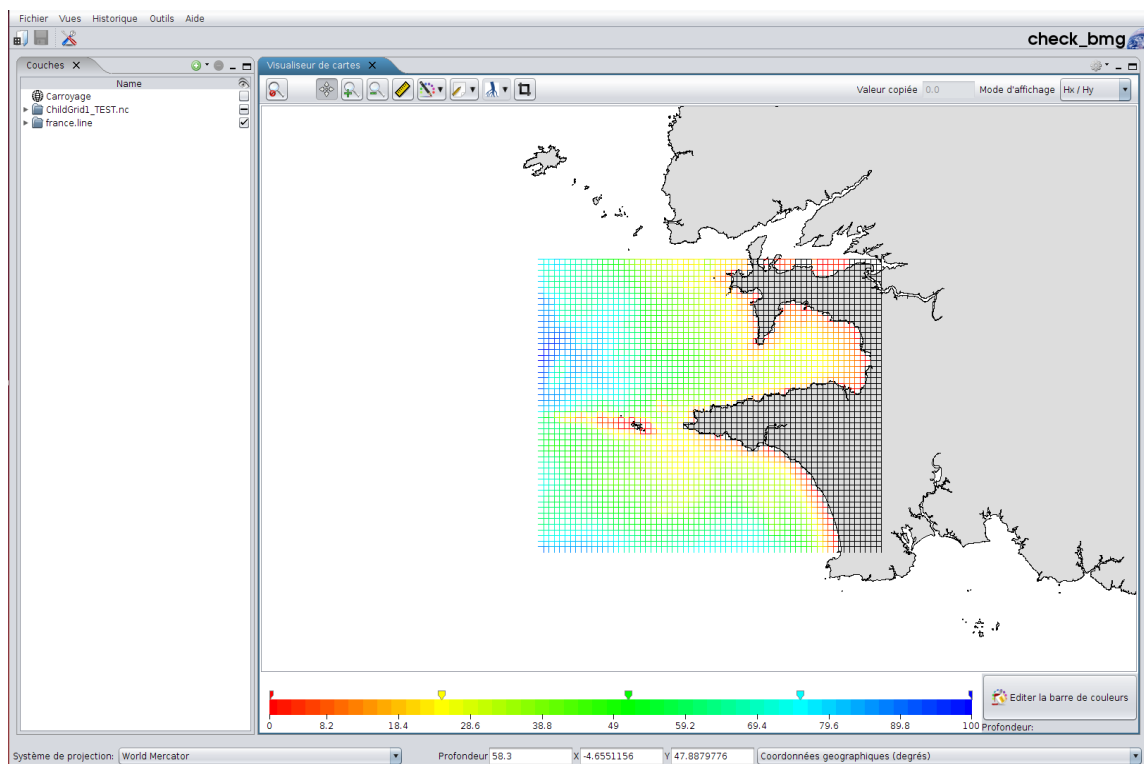 Fichier Vues Historique Outils Aide
check_bmg
Couches X
Visualiseur de cartes X
Name
Carroyage
ChildGrid1_TEST.nc
france.line
Valeur copiée 0.0 Mode d'affichage Hx / Hy
0 8.2 18.4 28.6 38.8 49 59.2 69.4 79.6 89.8 100
Editer la barre de couleurs
Profondeur:
Système de projection: World Mercator Profondeur 58.3 X -4.6551156 Y 47.8879776 Coordonnées geographiques (degrés)